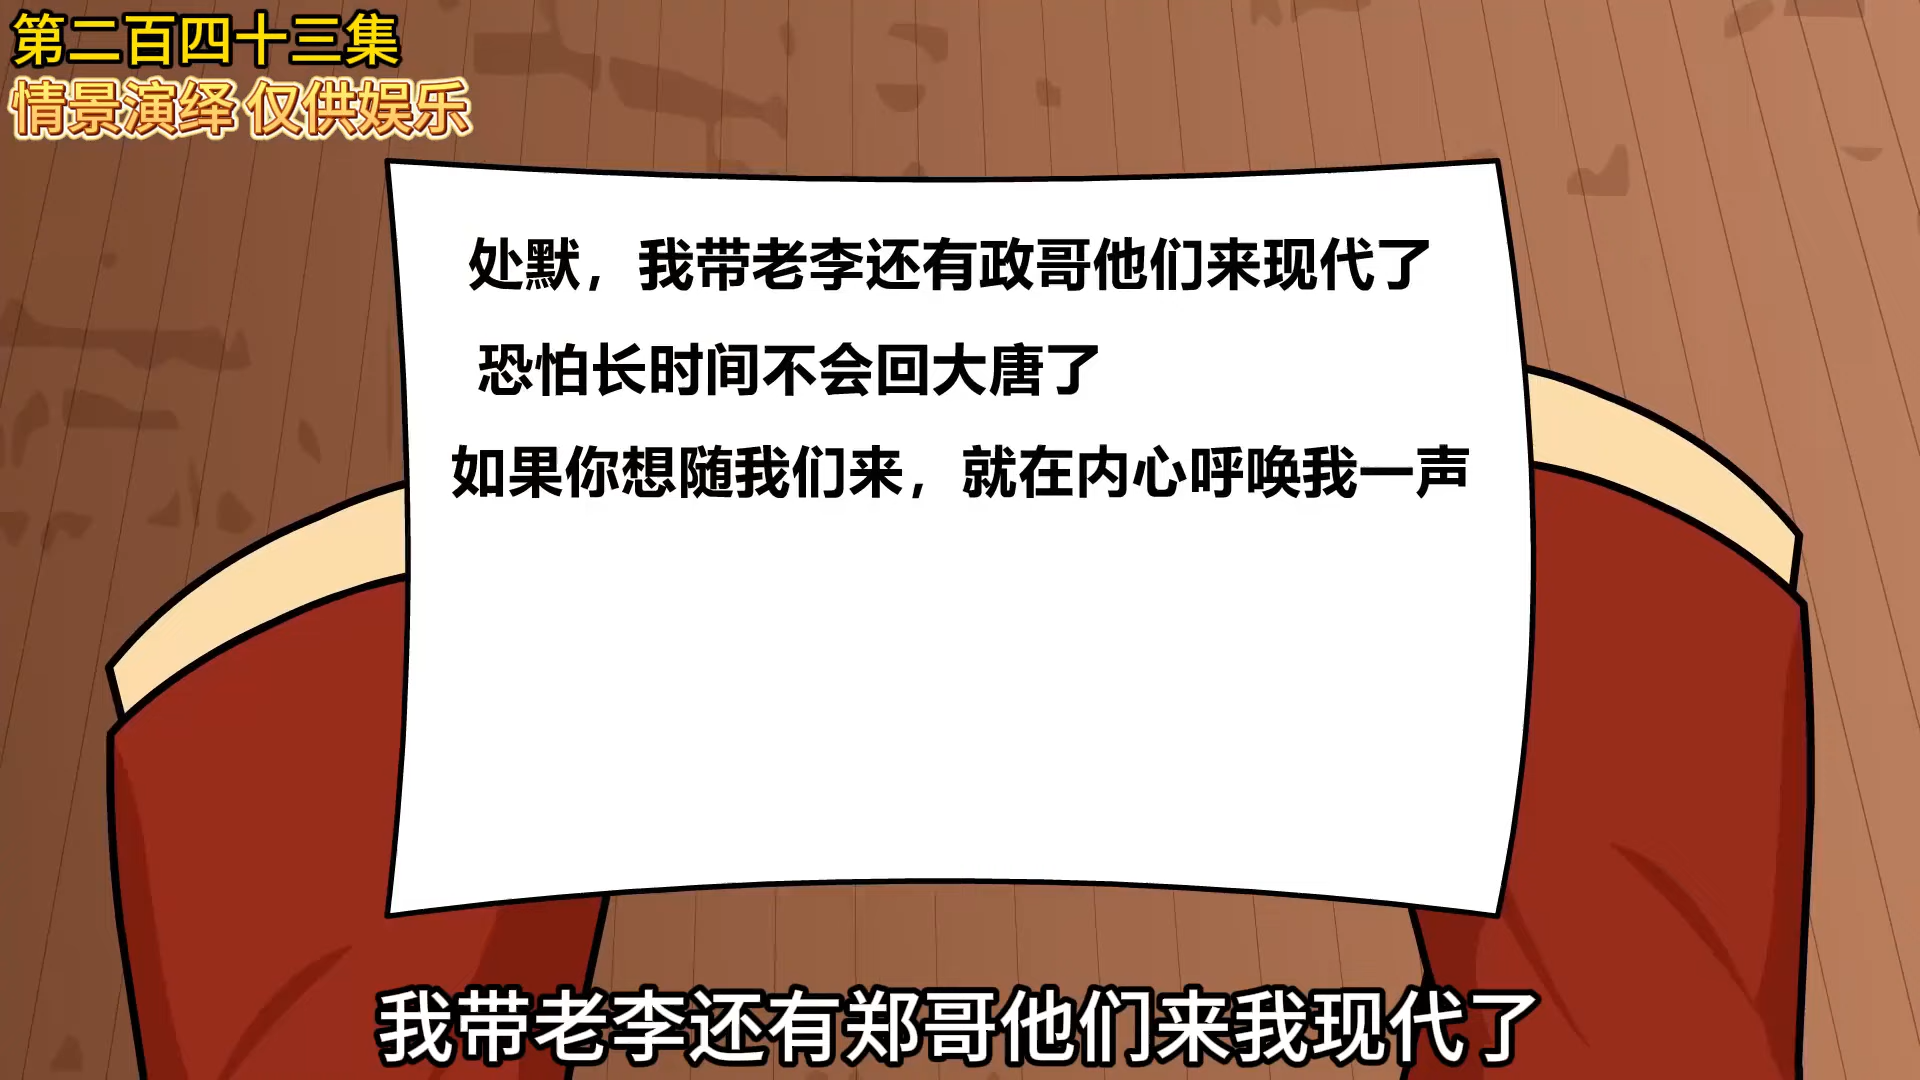 第二百四十三集
情景演绎 仅供娱乐
处默，我带老李还有政哥他们来现代了
恐怕长时间不会回大唐了
如果你想随我们来，就在内心呼唤我一声
我带老李还有郑哥他们来我现代了